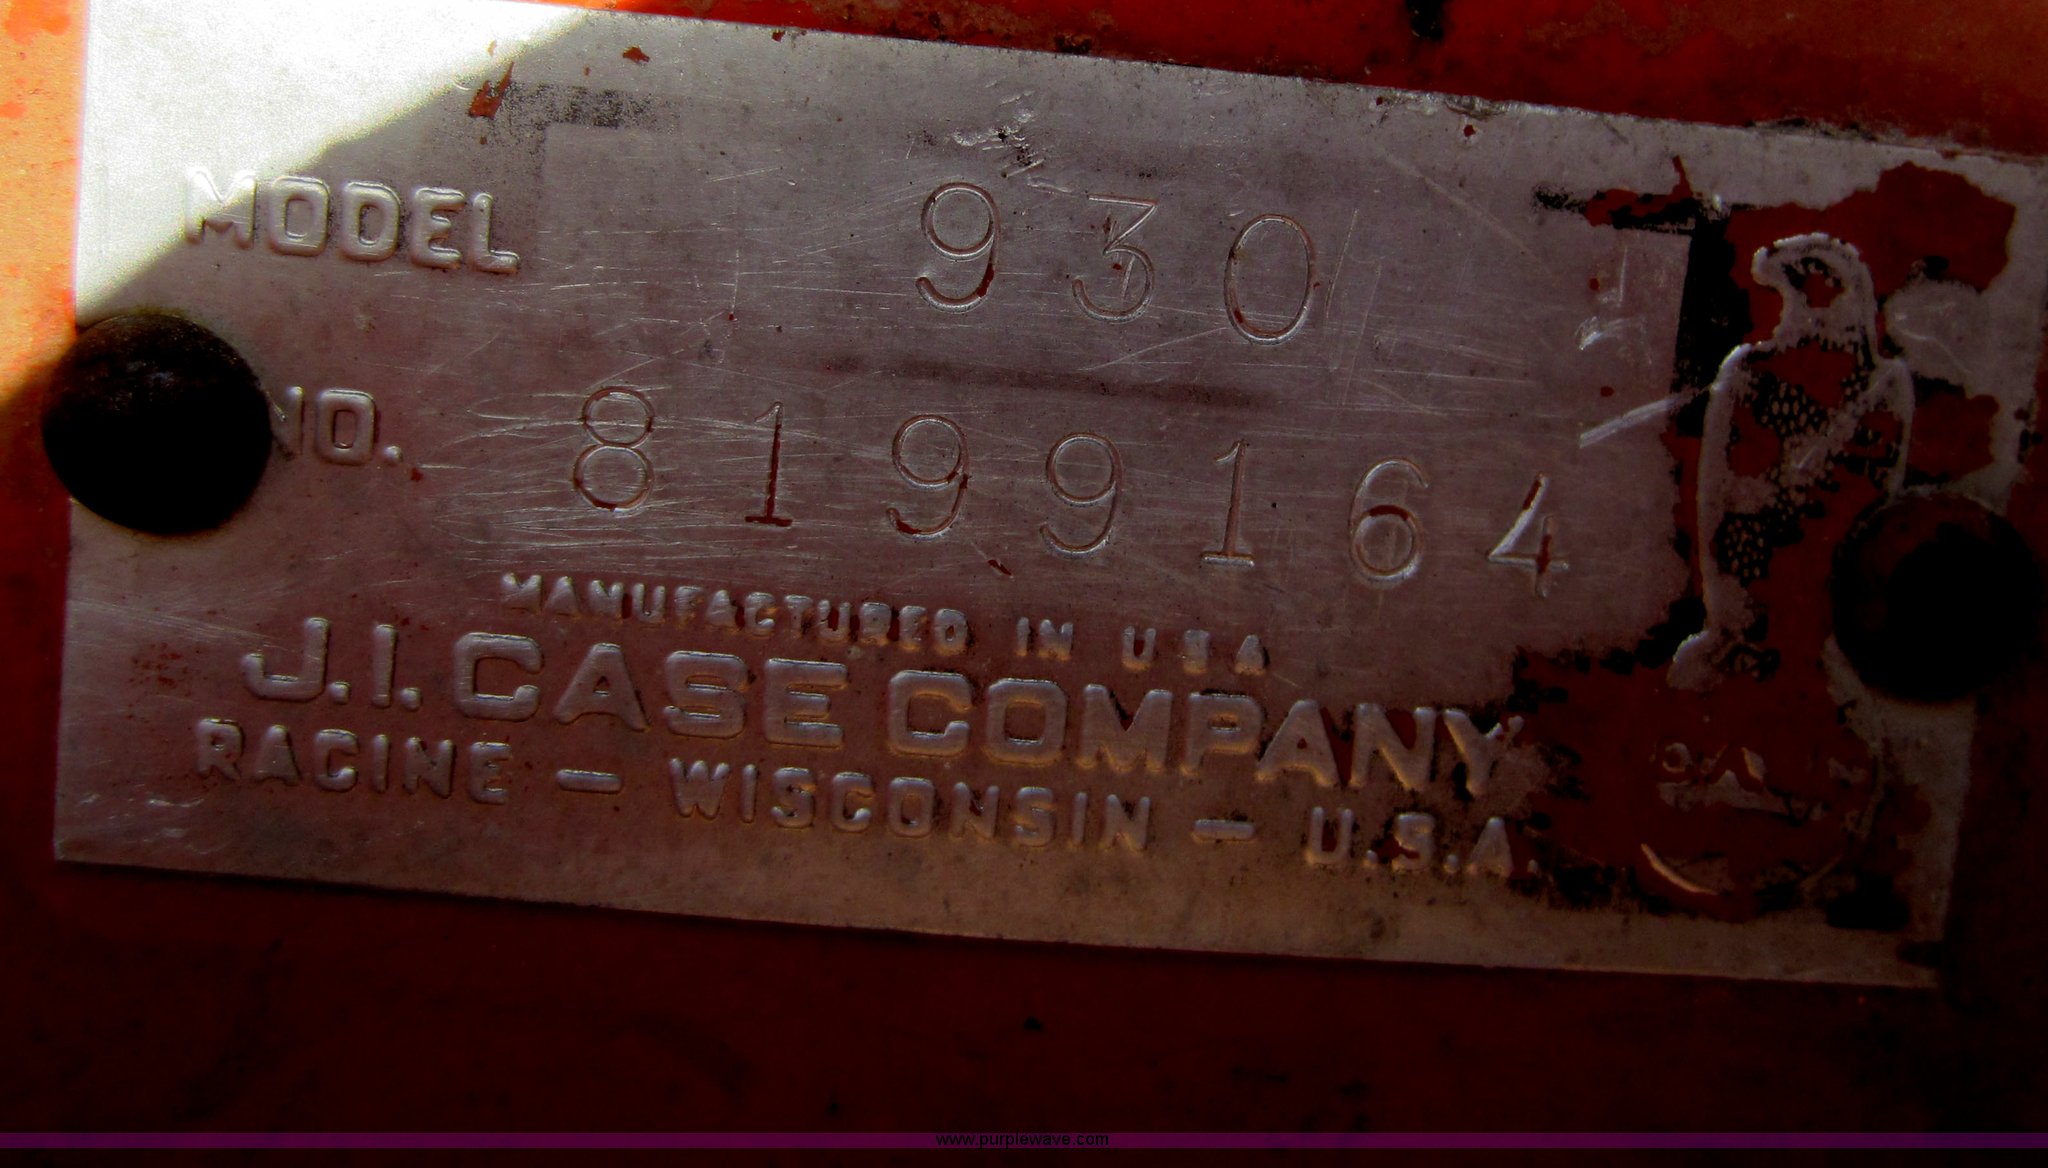 MODEL 930
NO. 8199164
MANUFACTURED IN USA
J.I. CASE COMPANY
RACINE - WISCONSIN - U.S.A.
www.purplewave.com